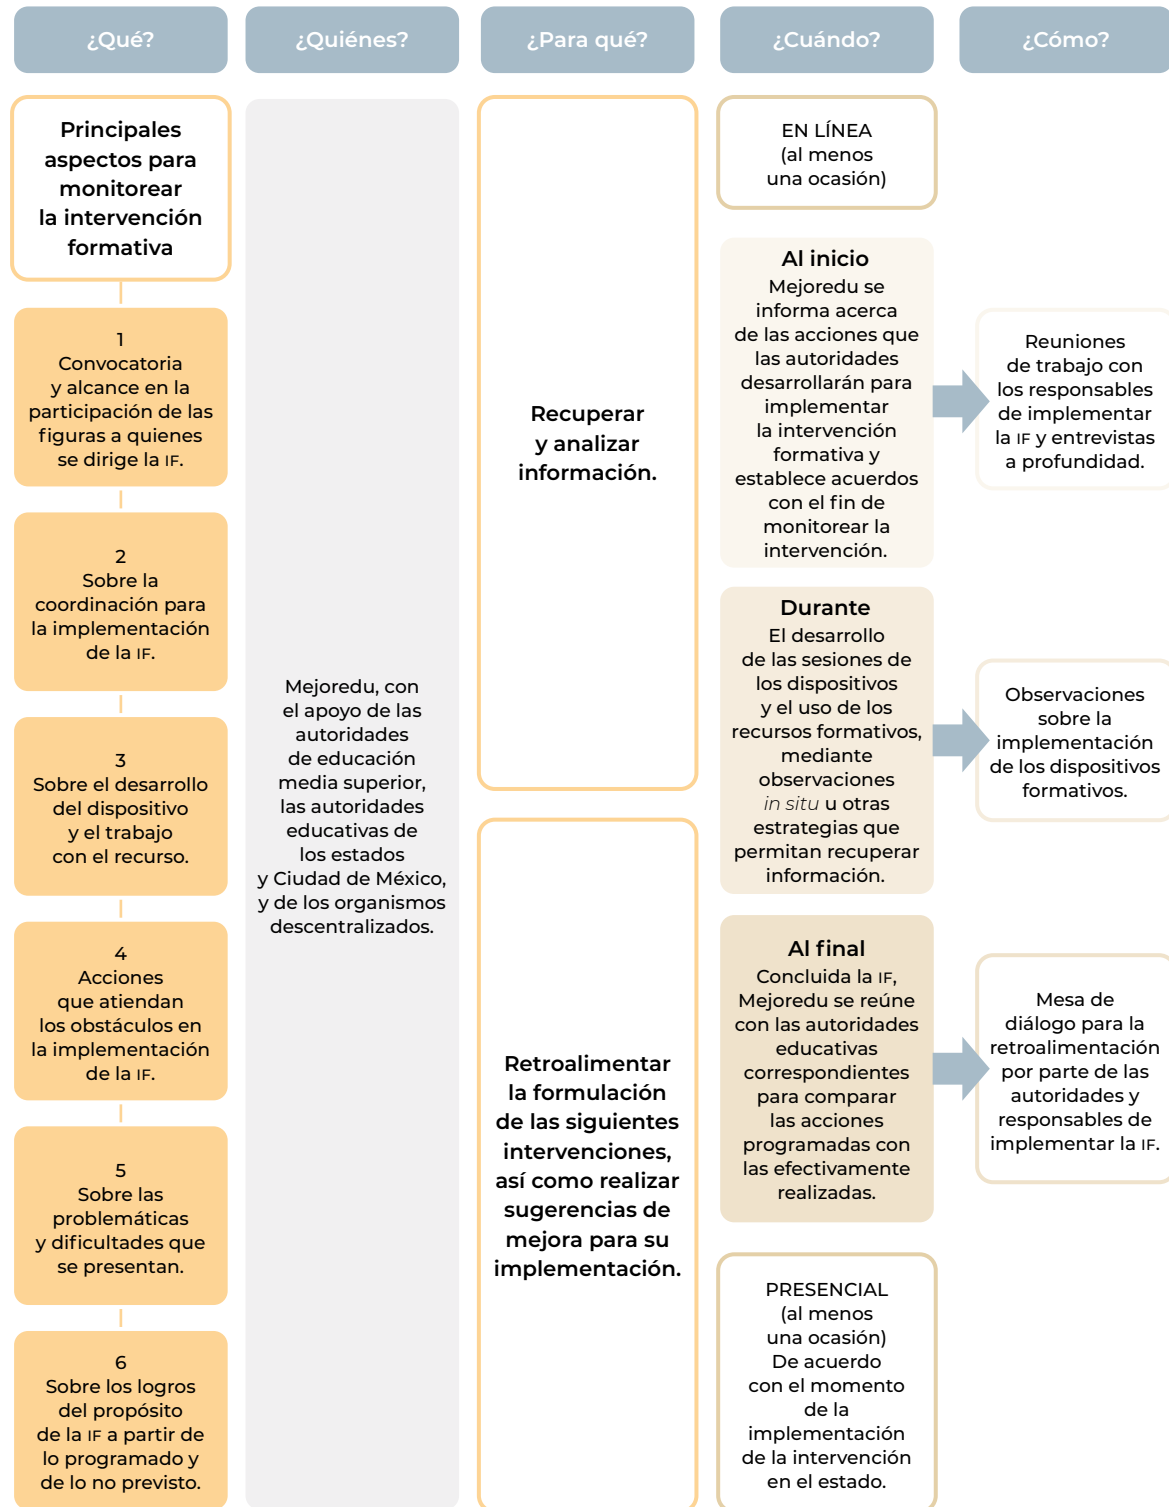 ¿Qué?
¿Quiénes?
¿Para qué?
¿Cuándo?
¿Cómo?
Principales
aspectos para
monitorear
la intervención
formativa
1
Convocatoria
y alcance en la
participación de las
figuras a quienes
se dirige la IF.
2
Sobre la
coordinación para
la implementación
de la IF.
3
Sobre el desarrollo
del dispositivo
y el trabajo
con el recurso.
4
Acciones
que atiendan
los obstáculos en
la implementación
de la IF.
5
Sobre las
problemáticas
y dificultades que
se presentan.
6
Sobre los logros
del propósito
de la IF a partir de
lo programado y
de lo no previsto.
Mejoredu, con
el apoyo de las
autoridades
de educación
media superior,
las autoridades
educativas de
los estados
y Ciudad de México,
y de los organismos
descentralizados.
Recuperar
y analizar
información.
Retroalimentar
la formulación
de las siguientes
intervenciones,
así como realizar
sugerencias de
mejora para su
implementación.
EN LÍNEA
(al menos
una ocasión)
Al inicio
Mejoredu se
informa acerca
de las acciones que
las autoridades
desarrollarán para
implementar
la intervención
formativa y
establece acuerdos
con el fin de
monitorear la
intervención.
Durante
El desarrollo
de las sesiones de
los dispositivos
y el uso de los
recursos formativos,
mediante
observaciones
in situ u otras
estrategias que
permitan recuperar
información.
Al final
Concluida la IF,
Mejoredu se reúne
con las autoridades
educativas
correspondientes
para comparar
las acciones
programadas con
las efectivamente
realizadas.
PRESENCIAL
(al menos
una ocasión)
De acuerdo
con el momento
de la
implementación
de la intervención
en el estado.
Reuniones
de trabajo con
los responsables
de implementar
la IF y entrevistas
a profundidad.
Observaciones
sobre la
implementación
de los dispositivos
formativos.
Mesa de
diálogo para la
retroalimentación
por parte de las
autoridades y
responsables de
implementar la IF.